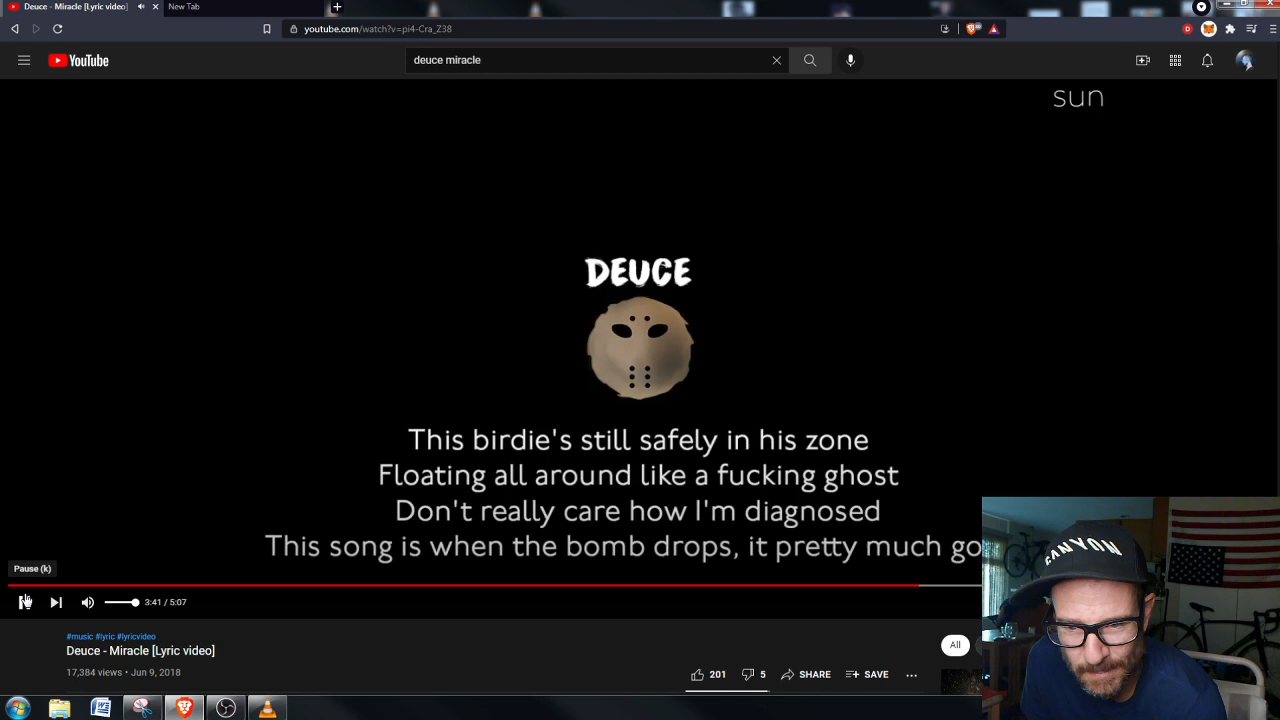 Deuce - Miracle [Lyric video]
New Tab
youtube.com/watch?v=pi4-Cra_Z38
YouTube
deuce miracle
sun
DEUCE
This birdie's still safely in his zone
Floating all around like a fucking ghost
Don't really care how I'm diagnosed
This song is when the bomb drops, it pretty much go
Pause (k)
3:41 / 5:07
#music #lyric #lyricvideo
Deuce - Miracle [Lyric video]
17,384 views • Jun 9, 2018
201
5
SHARE
SAVE
All
CANYON